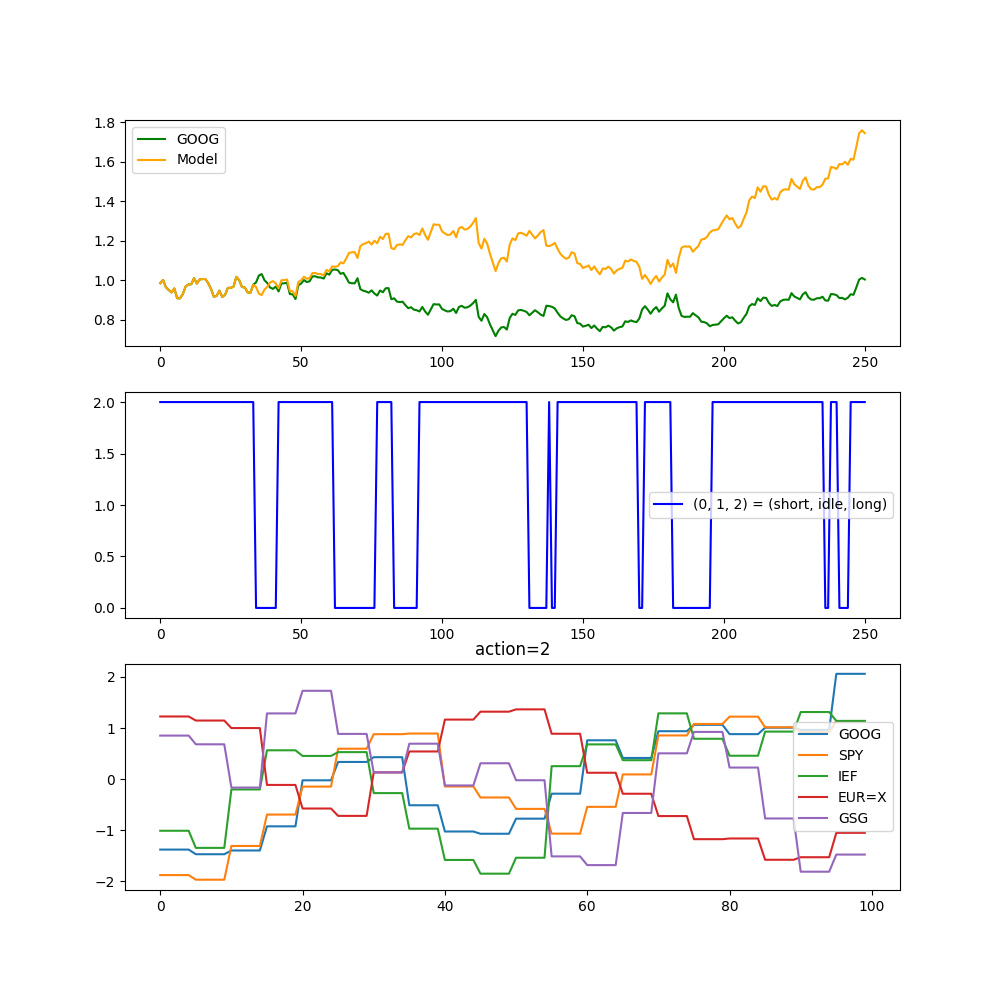 1.8
1.6
1.4
1.2
1.0
0.8
GOOG
Model
0 50 100 150 200 250
2.0
1.5
1.0
0.5
0.0
(0, 1, 2) = (short, idle, long)
0 50 100 150 200 250
action=2
2
1
0
−1
−2
GOOG
SPY
IEF
EUR=X
GSG
0 20 40 60 80 100